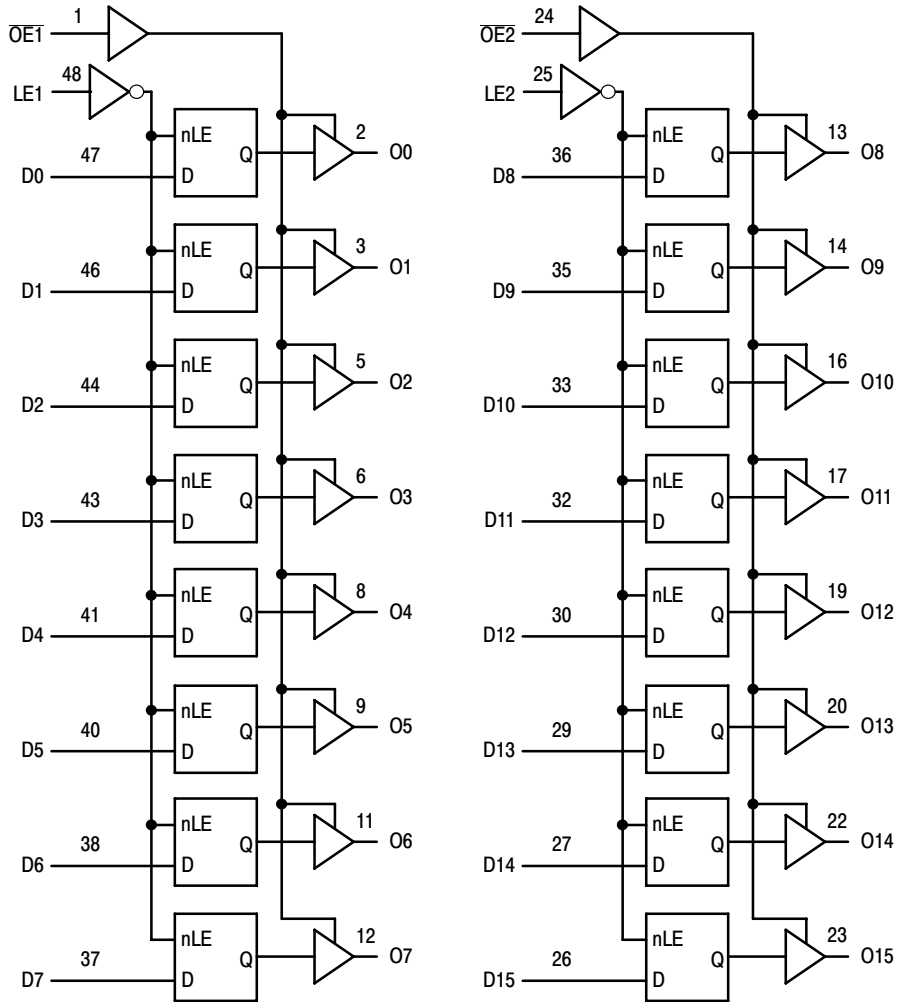 1
OE1
48
LE1
nLE
2
47
Q
O0
D0
D
nLE
3
46
Q
O1
D1
D
nLE
5
44
Q
O2
D2
D
nLE
6
43
Q
O3
D3
D
nLE
8
41
Q
O4
D4
D
nLE
9
40
Q
O5
D5
D
nLE
11
38
Q
O6
D6
D
nLE
12
37
Q
O7
D7
D
24
OE2
25
LE2
nLE
13
36
Q
O8
D8
D
nLE
14
35
Q
O9
D9
D
nLE
16
33
Q
O10
D10
D
nLE
17
32
Q
O11
D11
D
nLE
19
30
Q
O12
D12
D
nLE
20
29
Q
O13
D13
D
nLE
22
27
Q
O14
D14
D
nLE
23
26
Q
O15
D15
D